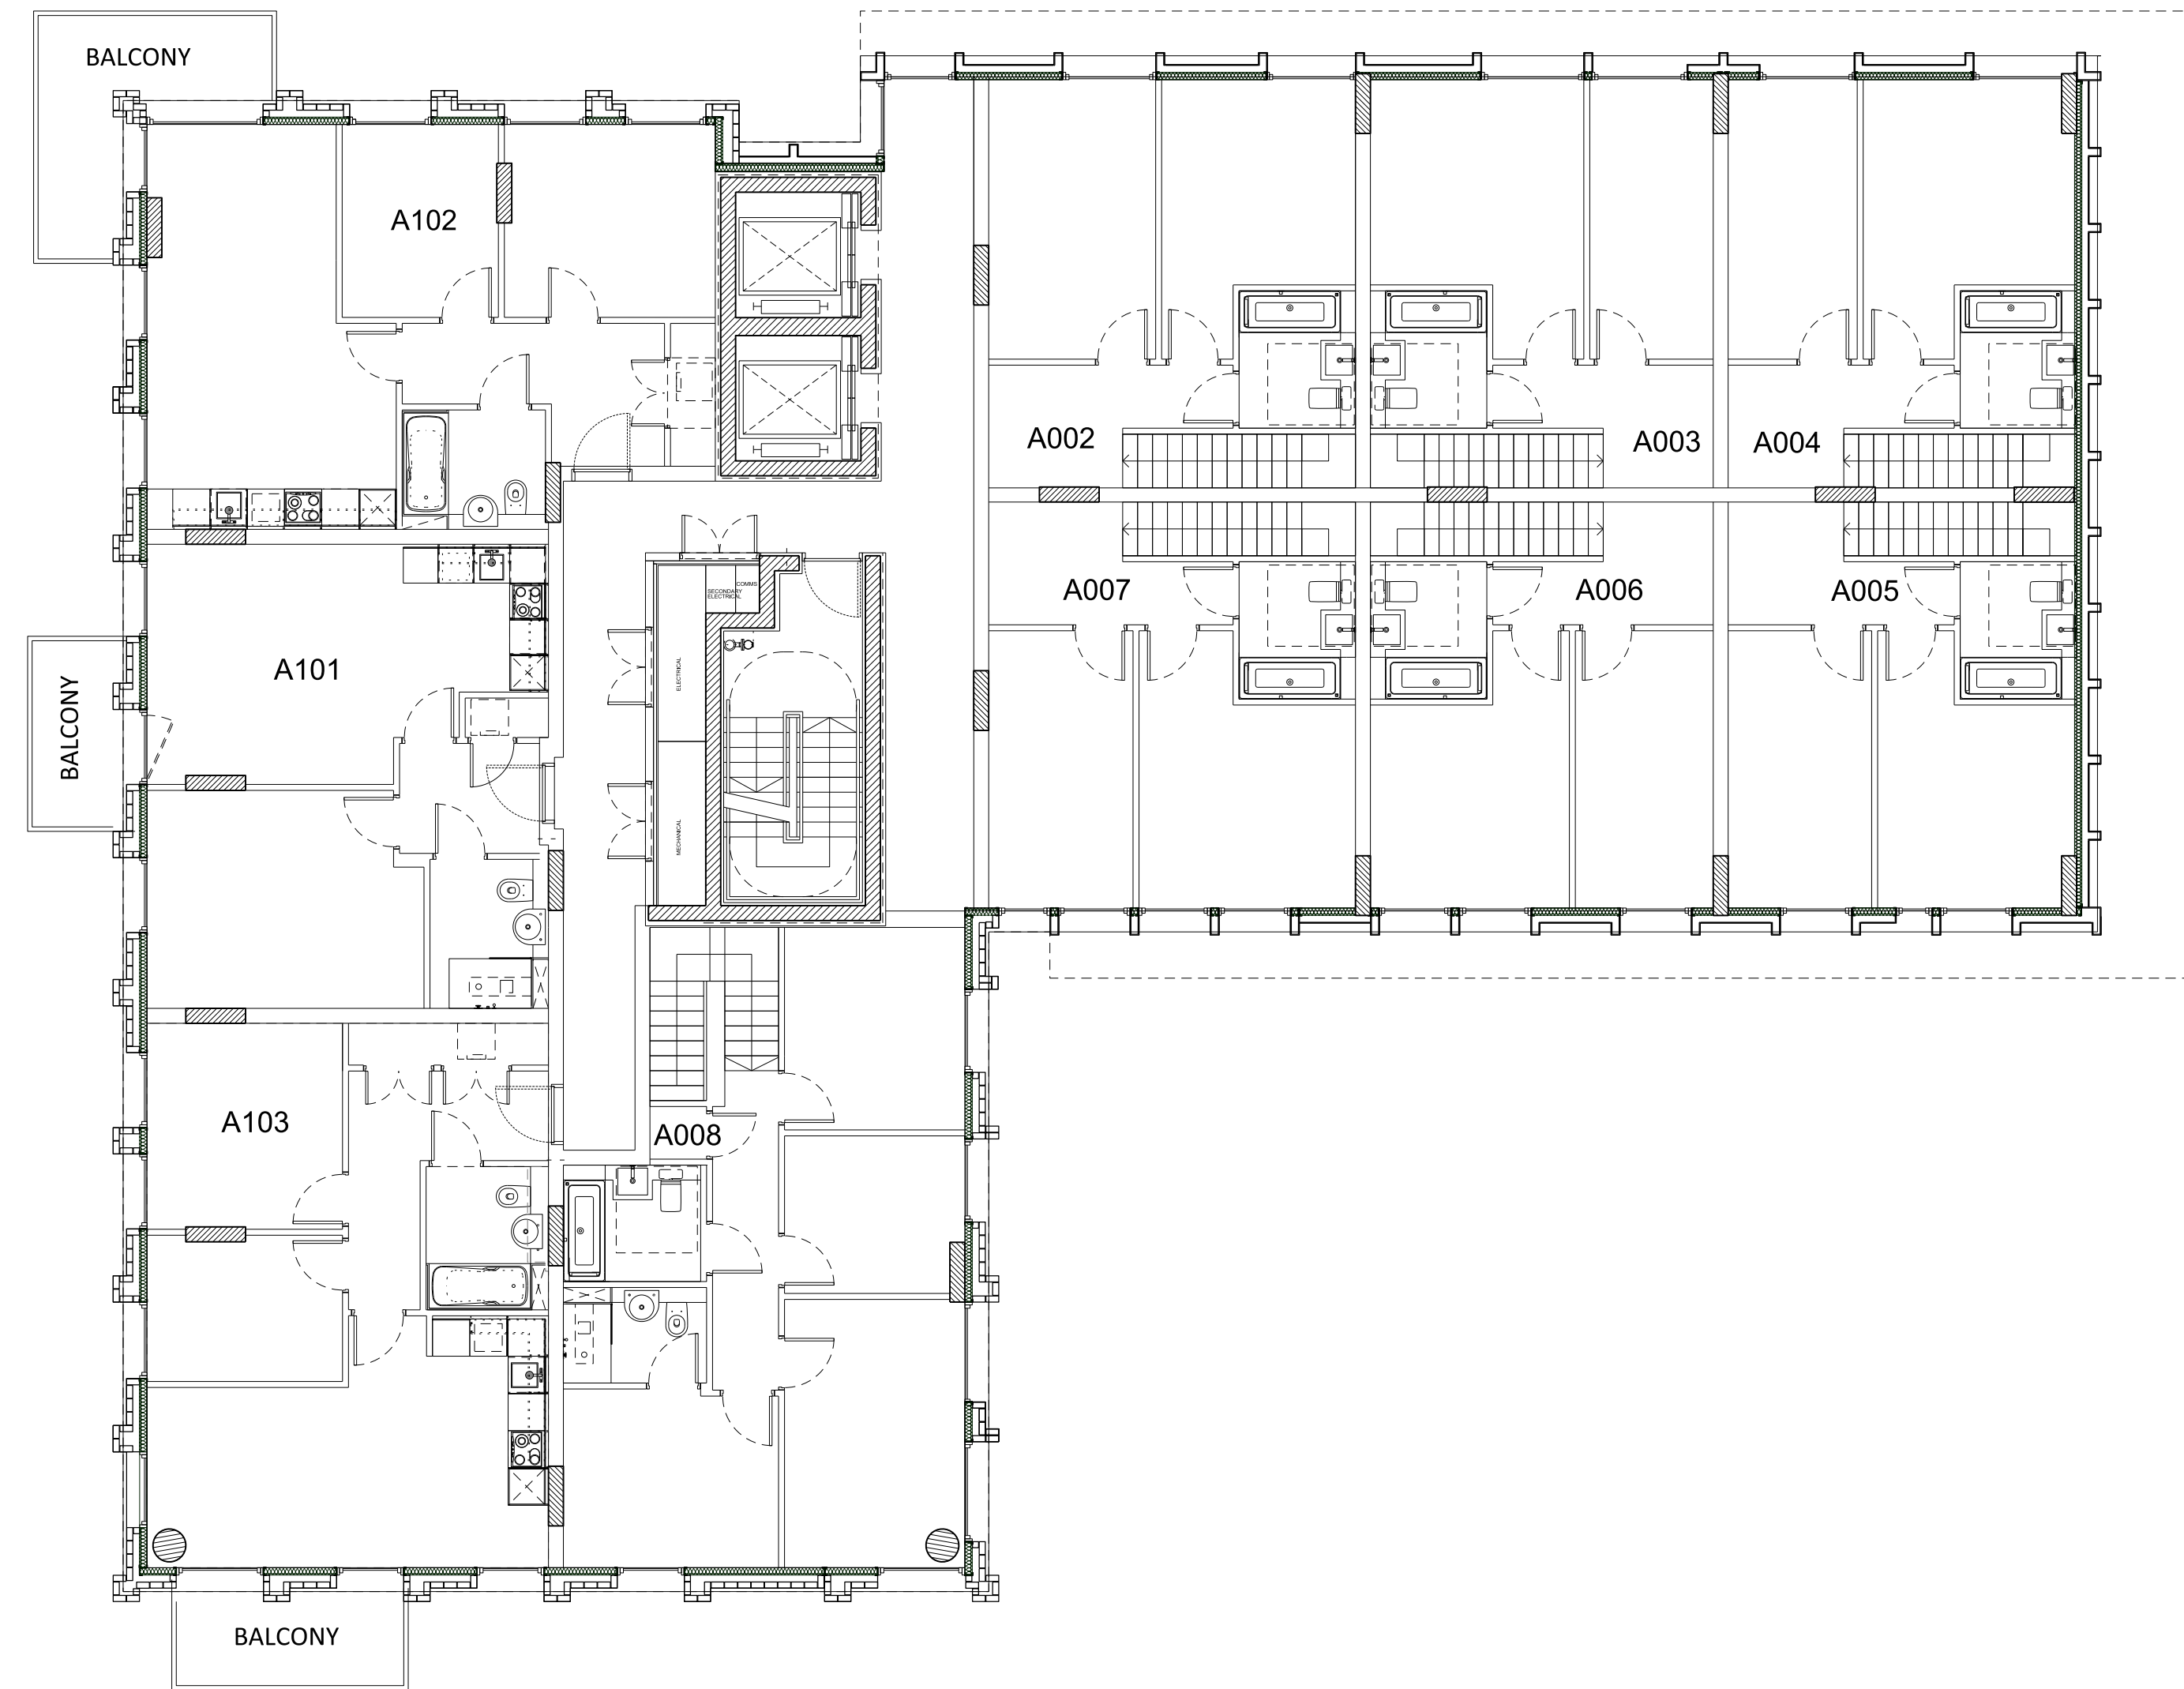 BALCONY
A102
A002
A003
A004
COMMS
SECONDARY
ELECTRICAL
A007
A006
A005
A101
ELECTRICAL
BALCONY
MECHANICAL
A103
A008
BALCONY